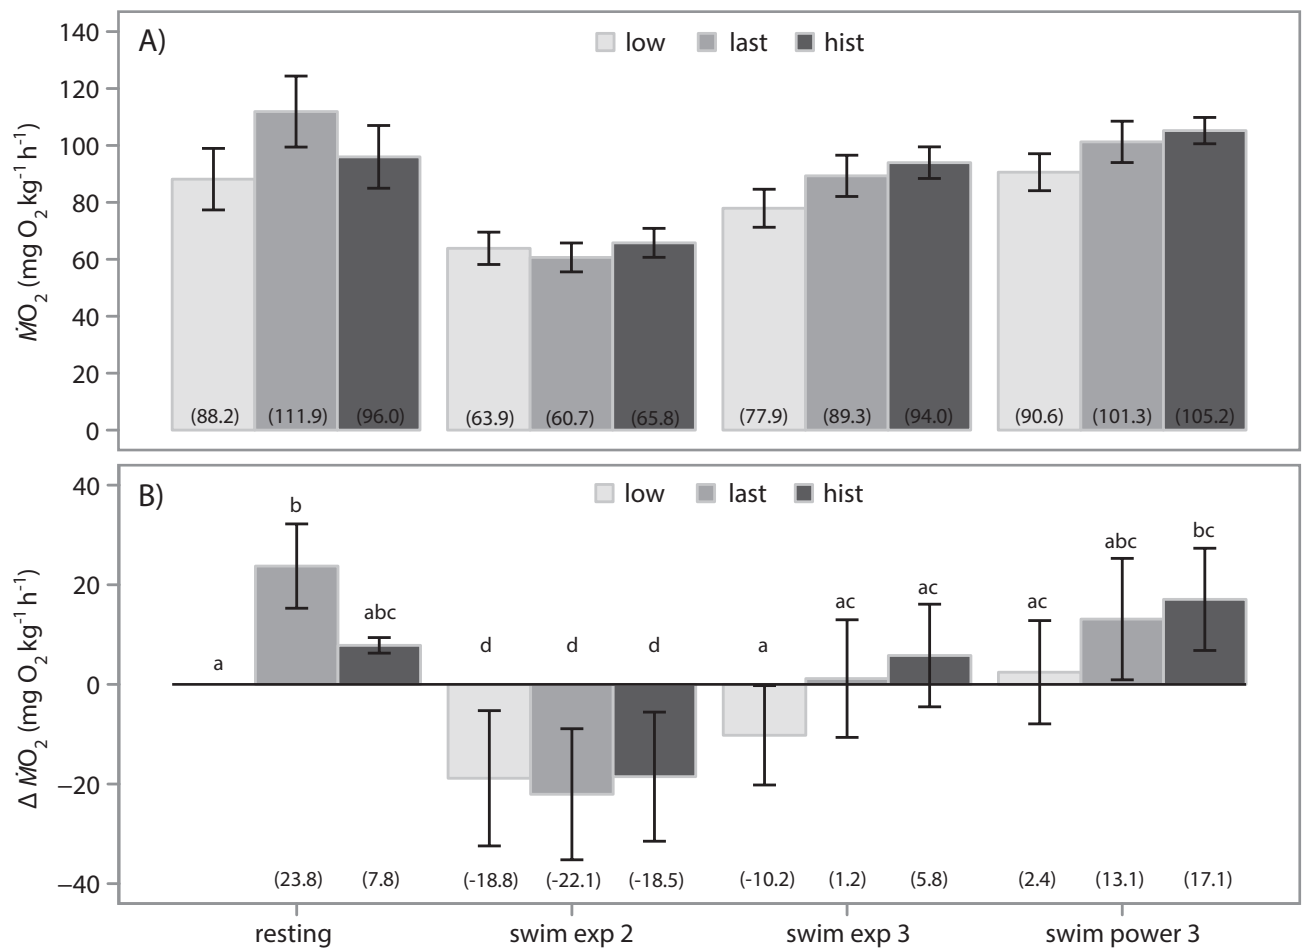 A)
low last hist
140
120
100
80
60
40
20
0
ṀO₂ (mg O₂ kg⁻¹ h⁻¹)
(88.2) (111.9) (96.0) (63.9) (60.7) (65.8) (77.9) (89.3) (94.0) (90.6) (101.3) (105.2)
B)
low last hist
40
20
0
−20
−40
Δ ṀO₂ (mg O₂ kg⁻¹ h⁻¹)
a b abc d d d a ac ac ac abc bc
(23.8) (7.8) (-18.8) (-22.1) (-18.5) (-10.2) (1.2) (5.8) (2.4) (13.1) (17.1)
resting swim exp 2 swim exp 3 swim power 3